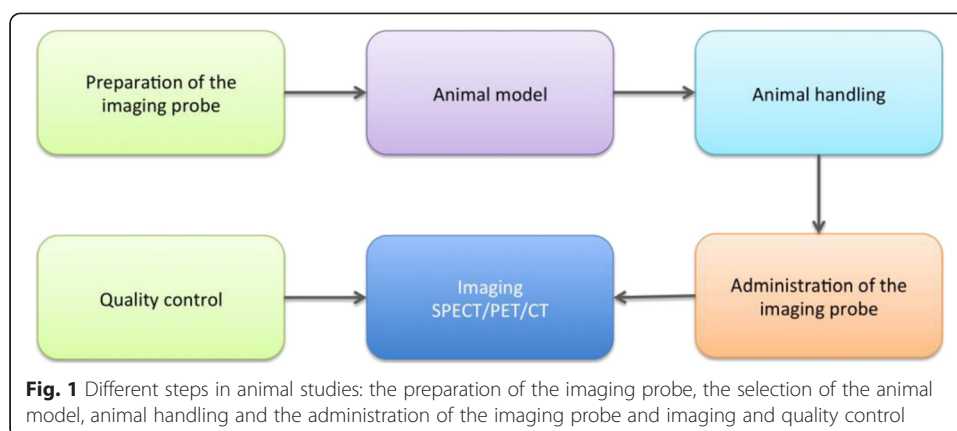 Preparation of the
imaging probe
Animal model
Animal handling
Quality control
Imaging
SPECT/PET/CT
Administration of the
imaging probe
Fig. 1 Different steps in animal studies: the preparation of the imaging probe, the selection of the animal
model, animal handling and the administration of the imaging probe and imaging and quality control